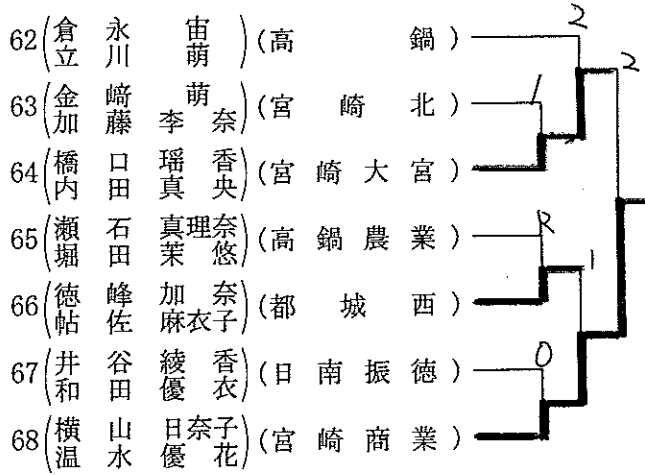 62 (倉永宙 立川萌) (高鍋) 2 2
63 (金﨑萌 加藤李奈) (宮崎北) 1
64 (橋口瑶香 内田真央) (宮崎大宮)
65 (瀬石真理奈 堀田茉悠) (高鍋農業) R 1
66 (徳峰加奈 帖佐麻衣子) (都城西)
67 (井谷綾香 和田優衣) (日南振徳) 0
68 (横山日奈子 温水優花) (宮崎商業)